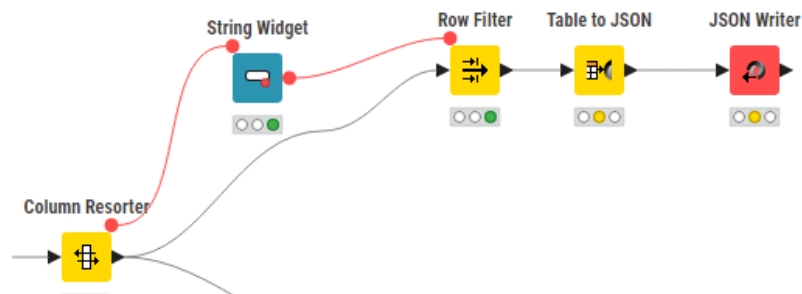 String Widget
Row Filter
Table to JSON
JSON Writer
Column Resorter